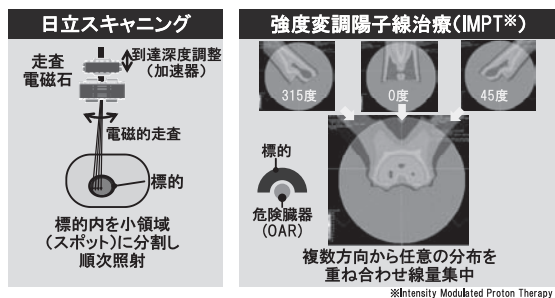 日立スキャニング
走査
電磁石
到達深度調整
(加速器)
電磁的走査
標的
標的内を小領域
(スポット)に分割し
順次照射
強度変調陽子線治療(IMPT※)
315度
0度
45度
標的
危険臓器
(OAR)
複数方向から任意の分布を
重ね合わせ線量集中
※Intensity Modulated Proton Therapy